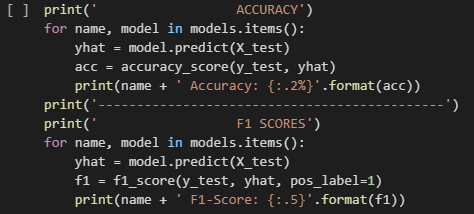 [ ] print('                  ACCURACY')
for name, model in models.items():
    yhat = model.predict(X_test)
    acc = accuracy_score(y_test, yhat)
    print(name + ' Accuracy: {:.2%}'.format(acc))
print('---------------------------------------------')
print('                  F1 SCORES')
for name, model in models.items():
    yhat = model.predict(X_test)
    f1 = f1_score(y_test, yhat, pos_label=1)
    print(name + ' F1-Score: {:.5}'.format(f1))